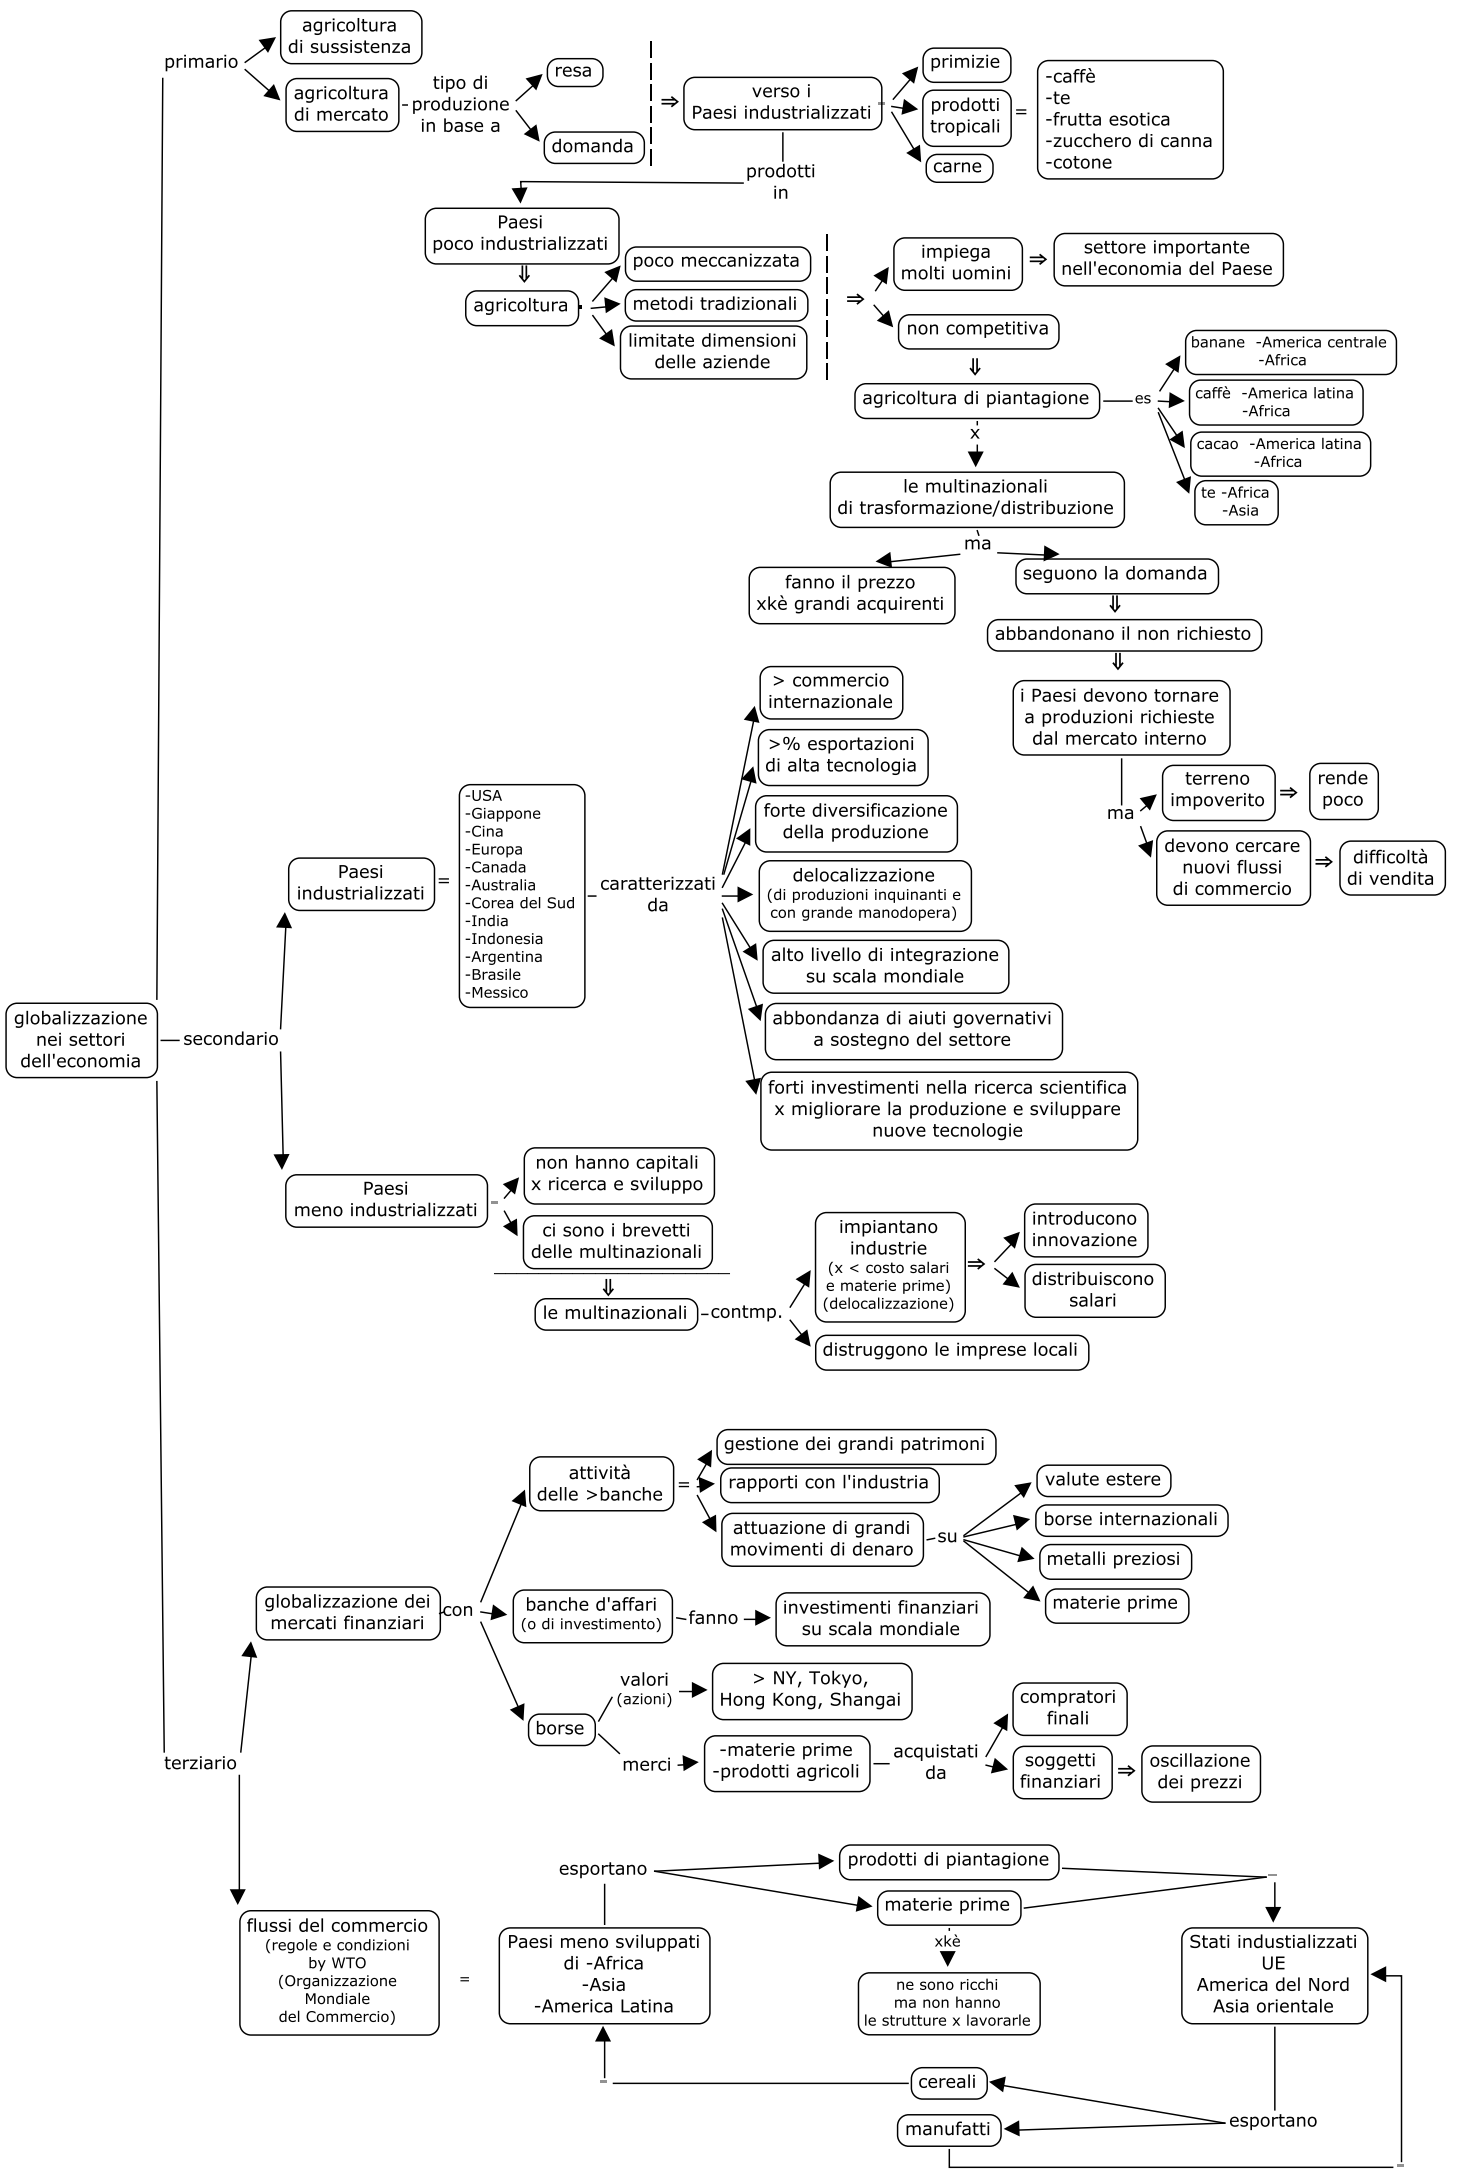 globalizzazione
nei settori
dell'economia
primario
agricoltura
di sussistenza
agricoltura
di mercato
tipo di
produzione
in base a
resa
domanda
⇒
verso i
Paesi industrializzati
primizie
prodotti
tropicali
=
-caffè
-te
-frutta esotica
-zucchero di canna
-cotone
carne
prodotti
in
Paesi
poco industrializzati
⇓
agricoltura
poco meccanizzata
metodi tradizionali
limitate dimensioni
delle aziende
⇒
impiega
molti uomini
⇒
settore importante
nell'economia del Paese
non competitiva
⇓
agricoltura di piantagione
es
banane -America centrale
-Africa
caffè -America latina
-Africa
cacao -America latina
-Africa
te -Africa
-Asia
x
le multinazionali
di trasformazione/distribuzione
ma
fanno il prezzo
xkè grandi acquirenti
seguono la domanda
⇓
abbandonano il non richiesto
⇓
i Paesi devono tornare
a produzioni richieste
dal mercato interno
ma
terreno
impoverito
⇒
rende
poco
devono cercare
nuovi flussi
di commercio
⇒
difficoltà
di vendita
secondario
Paesi
industrializzati
=
-USA
-Giappone
-Cina
-Europa
-Canada
-Australia
-Corea del Sud
-India
-Indonesia
-Argentina
-Brasile
-Messico
caratterizzati
da
> commercio
internazionale
>% esportazioni
di alta tecnologia
forte diversificazione
della produzione
delocalizzazione
(di produzioni inquinanti e
con grande manodopera)
alto livello di integrazione
su scala mondiale
abbondanza di aiuti governativi
a sostegno del settore
forti investimenti nella ricerca scientifica
x migliorare la produzione e sviluppare
nuove tecnologie
Paesi
meno industrializzati
non hanno capitali
x ricerca e sviluppo
ci sono i brevetti
delle multinazionali
⇓
le multinazionali
contmp.
impiantano
industrie
(x < costo salari
e materie prime)
(delocalizzazione)
⇒
introducono
innovazione
distribuiscono
salari
distruggono le imprese locali
terziario
globalizzazione dei
mercati finanziari
con
attività
delle >banche
=
gestione dei grandi patrimoni
rapporti con l'industria
attuazione di grandi
movimenti di denaro
su
valute estere
borse internazionali
metalli preziosi
materie prime
banche d'affari
(o di investimento)
fanno
investimenti finanziari
su scala mondiale
borse
valori
(azioni)
> NY, Tokyo,
Hong Kong, Shangai
merci
-materie prime
-prodotti agricoli
acquistati
da
compratori
finali
soggetti
finanziari
⇒
oscillazione
dei prezzi
flussi del commercio
(regole e condizioni
by WTO
(Organizzazione
Mondiale
del Commercio)
=
Paesi meno sviluppati
di -Africa
-Asia
-America Latina
esportano
prodotti di piantagione
materie prime
xkè
ne sono ricchi
ma non hanno
le strutture x lavorarle
Stati industializzati
UE
America del Nord
Asia orientale
esportano
cereali
manufatti